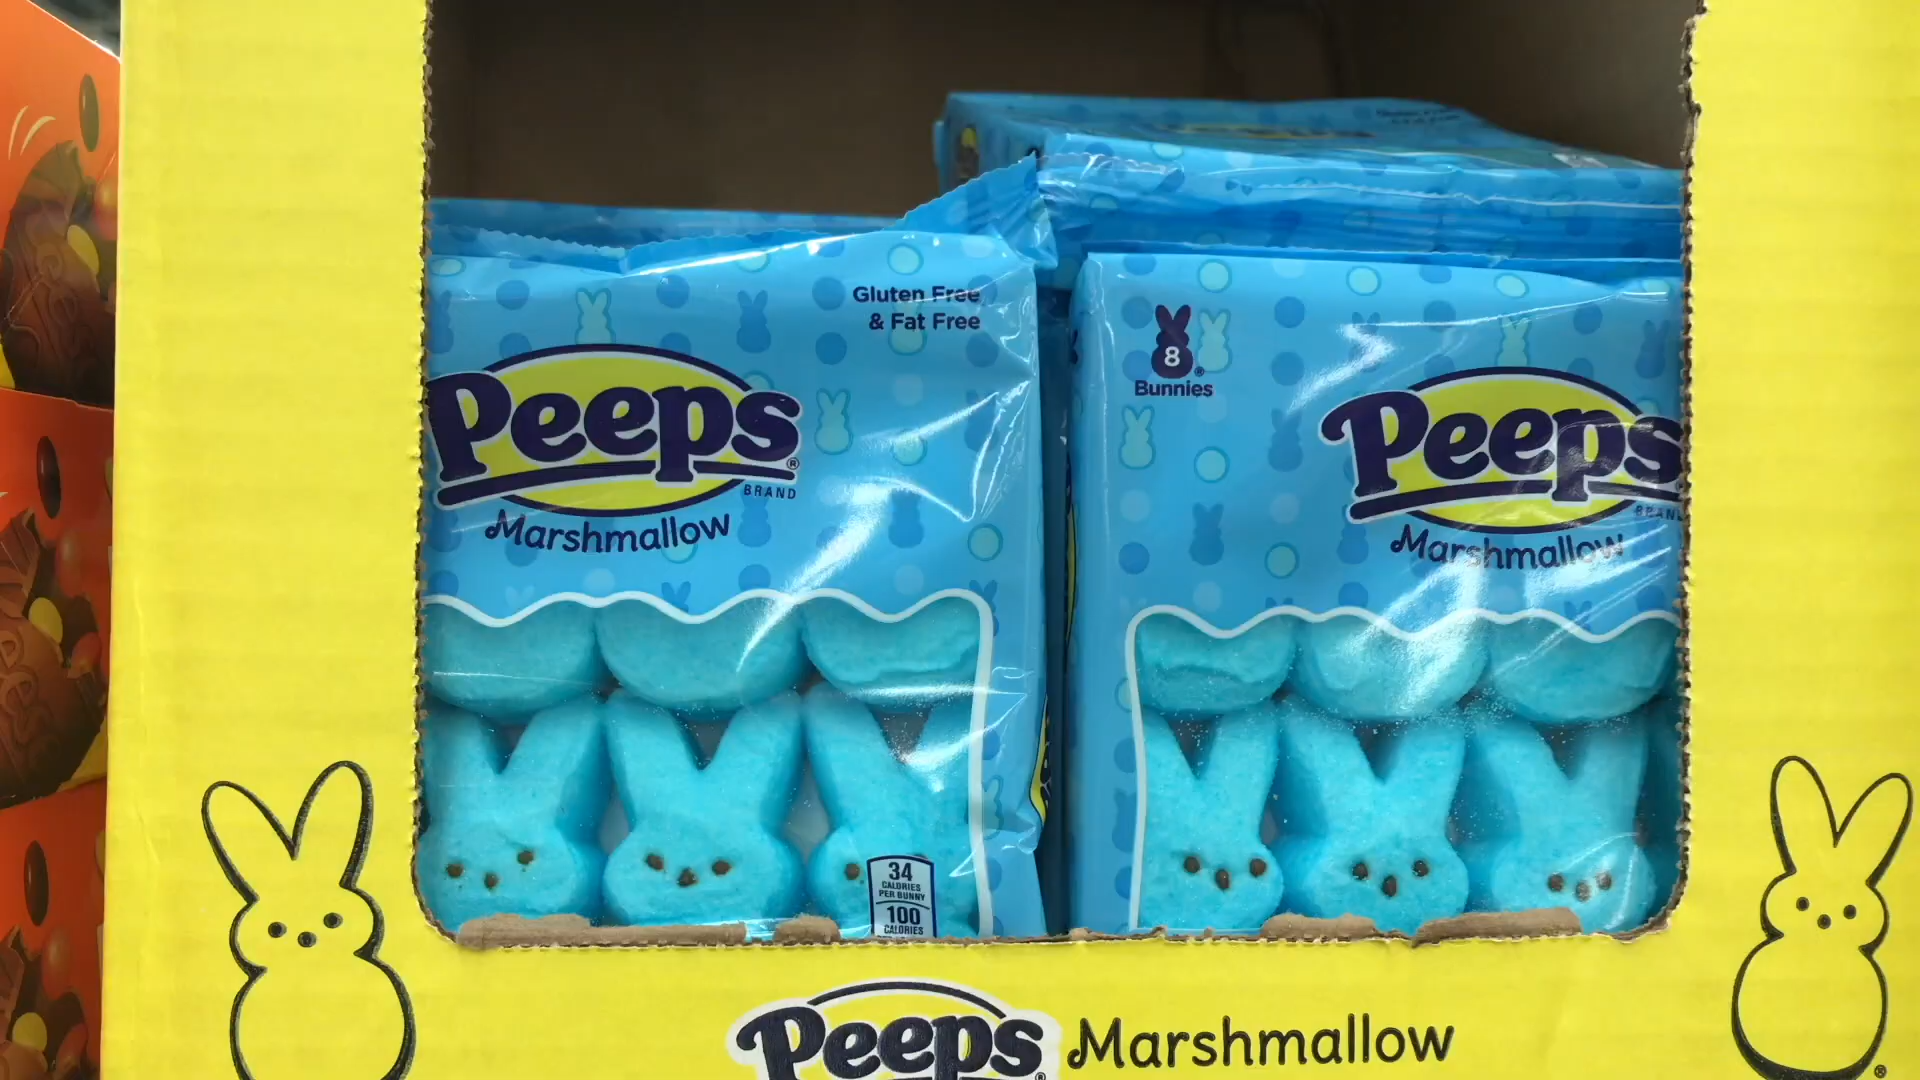 Gluten Free
& Fat Free
Peeps®
BRAND
Marshmallow
34
CALORIES
PER BUNNY
100
CALORIES
8
®
Bunnies
Peeps
BRAND
Marshmallow
Peeps® Marshmallow
®